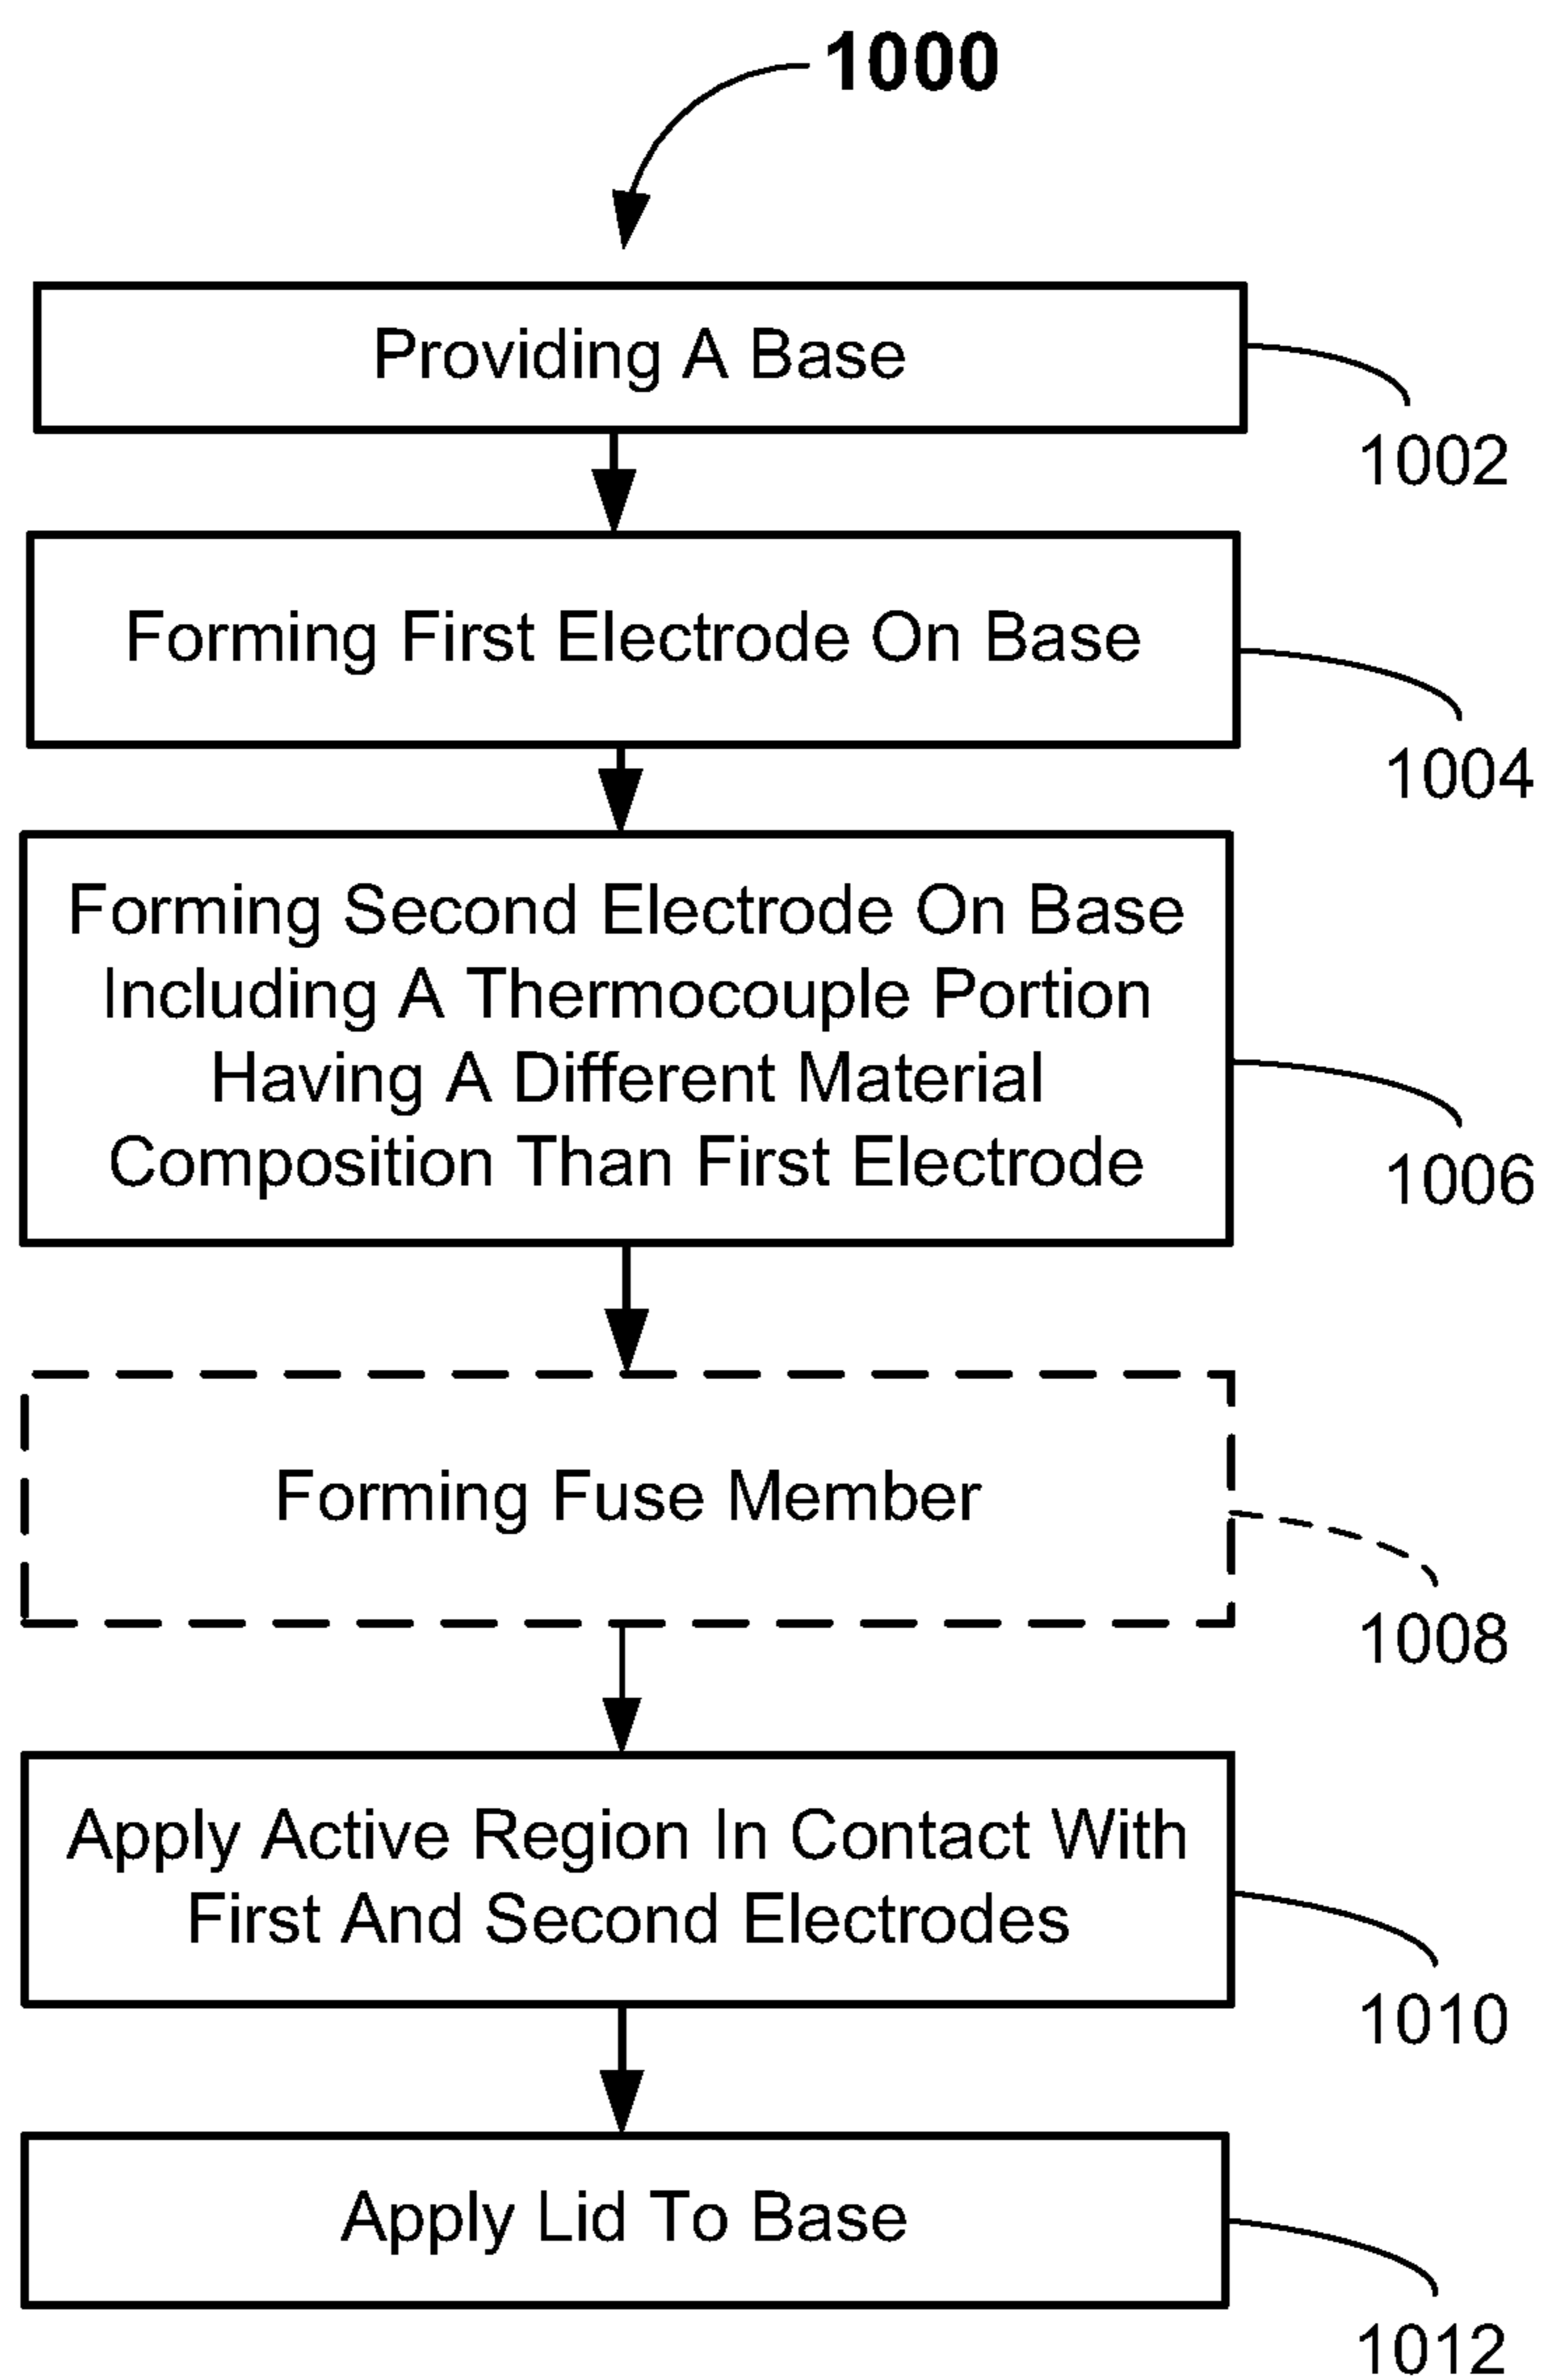 1000
Providing A Base
1002
Forming First Electrode On Base
1004
Forming Second Electrode On Base
Including A Thermocouple Portion
Having A Different Material
Composition Than First Electrode
1006
Forming Fuse Member
1008
Apply Active Region In Contact With
First And Second Electrodes
1010
Apply Lid To Base
1012